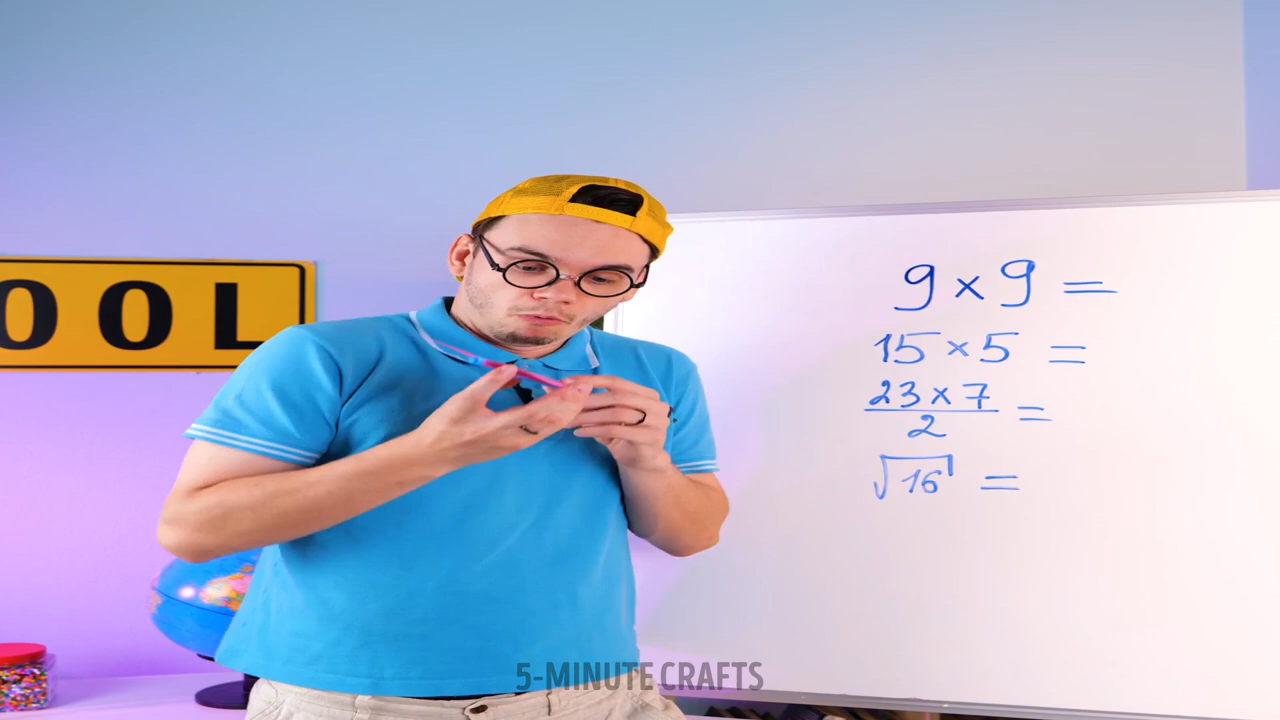 OOL
9 x 9 =
15 x 5 =
23 x 7
2
=
√16 =
5-MINUTE CRAFTS